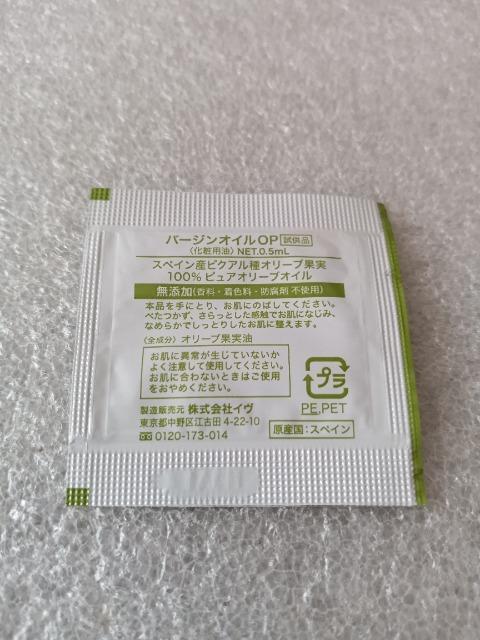 バージンオイルOP 試供品
〈化粧用油〉 NET.0.5mL
スペイン産ピクアル種オリーブ果実
100% ピュアオリーブオイル
無添加(香料・着色料・防腐剤 不使用)
本品を手にとり、お肌にのばしてください。
べたつかず、さらっとした感触でお肌になじみ、
なめらかでしっとりしたお肌に整えます。
〈全成分〉 オリーブ果実油
お肌に異常が生じていないか
よく注意して使用してください。
お肌に合わないときはご使用
をおやめください。
プラ
PE,PET
製造販売元 株式会社イヴ
東京都中野区江古田 4-22-10
0120-173-014
原産国：スペイン